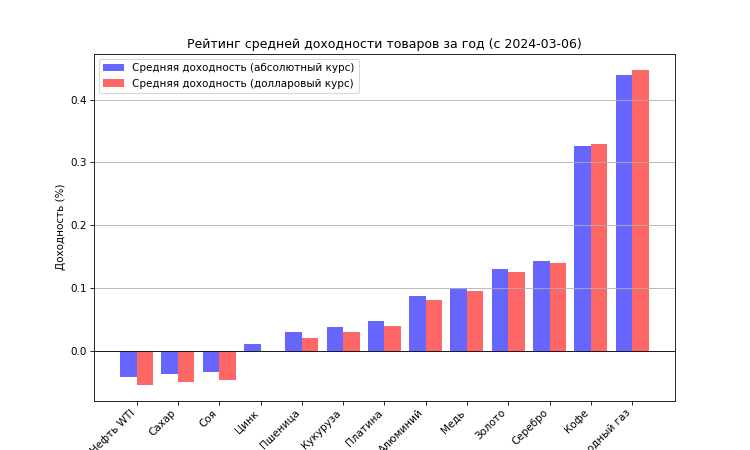 Рейтинг средней доходности товаров за год (с 2024-03-06)
Средняя доходность (абсолютный курс)
Средняя доходность (долларовый курс)
Доходность (%)
0.4
0.3
0.2
0.1
0.0
Нефть WTI
Сахар
Соя
Цинк
Пшеница
Кукуруза
Платина
Алюминий
Медь
Золото
Серебро
Кофе
газ